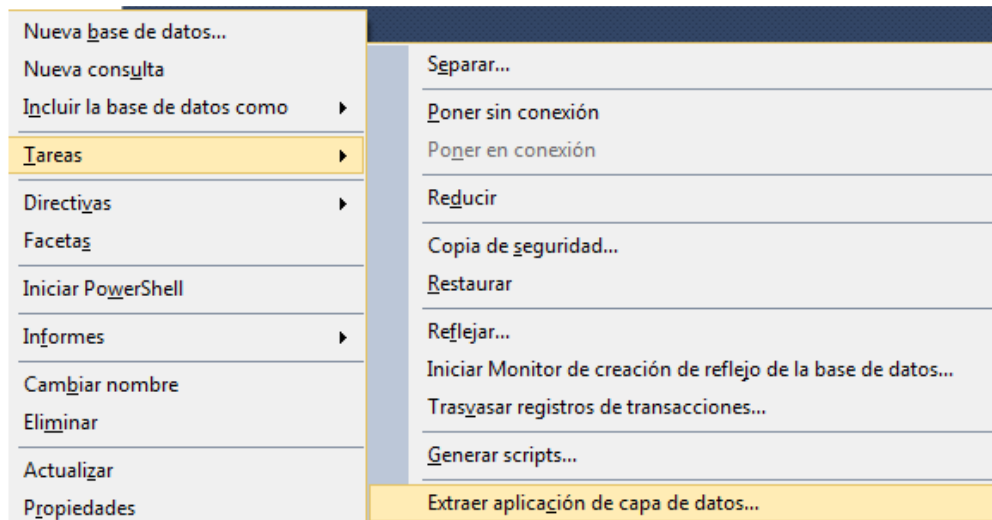 Nueva base de datos...
Nueva consulta
Incluir la base de datos como
Tareas
Directivas
Facetas
Iniciar PowerShell
Informes
Cambiar nombre
Eliminar
Actualizar
Propiedades
Separar...
Poner sin conexión
Poner en conexión
Reducir
Copia de seguridad...
Restaurar
Reflejar...
Iniciar Monitor de creación de reflejo de la base de datos...
Trasvasar registros de transacciones...
Generar scripts...
Extraer aplicación de capa de datos...